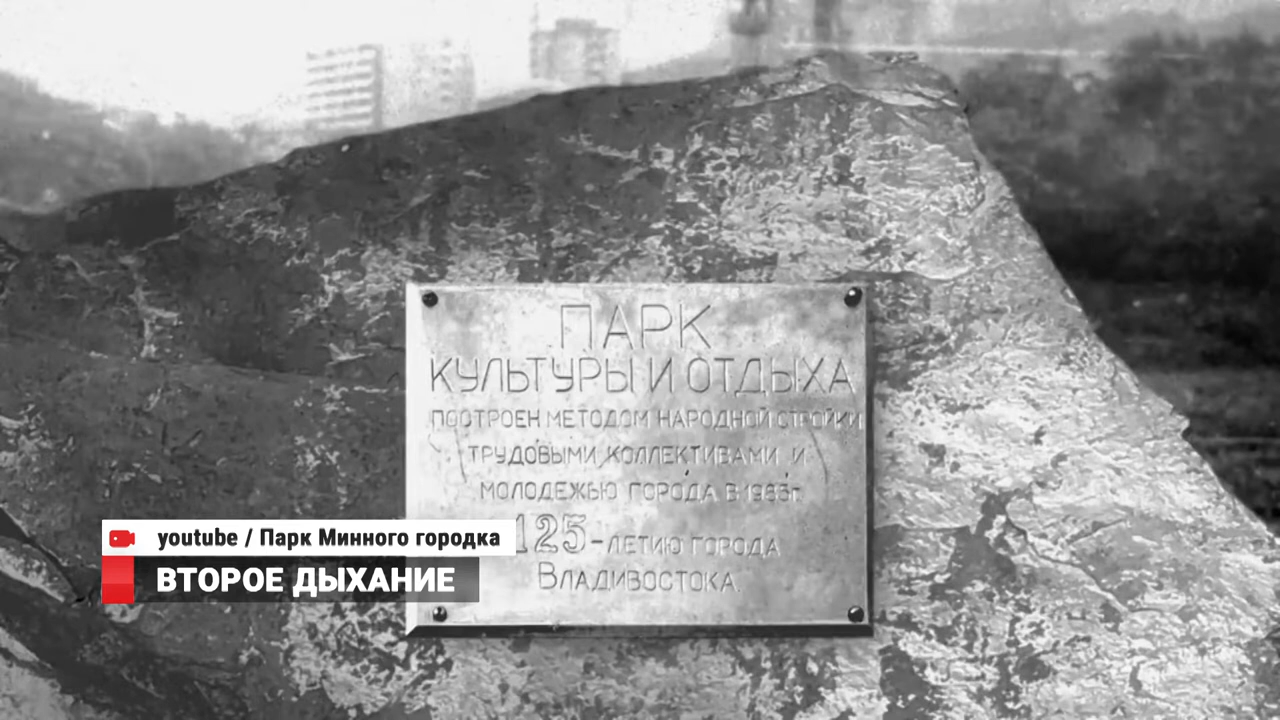 ПАРК
КУЛЬТУРЫ И ОТДЫХА
ПОСТРОЕН МЕТОДОМ НАРОДНОЙ СТРОЙКИ
ТРУДОВЫМИ КОЛЛЕКТИВАМИ И
МОЛОДЕЖЬЮ ГОРОДА В
125-ЛЕТИЮ ГОРОДА
ВЛАДИВОСТОКА.
youtube / Парк Минного городка
ВТОРОЕ ДЫХАНИЕ